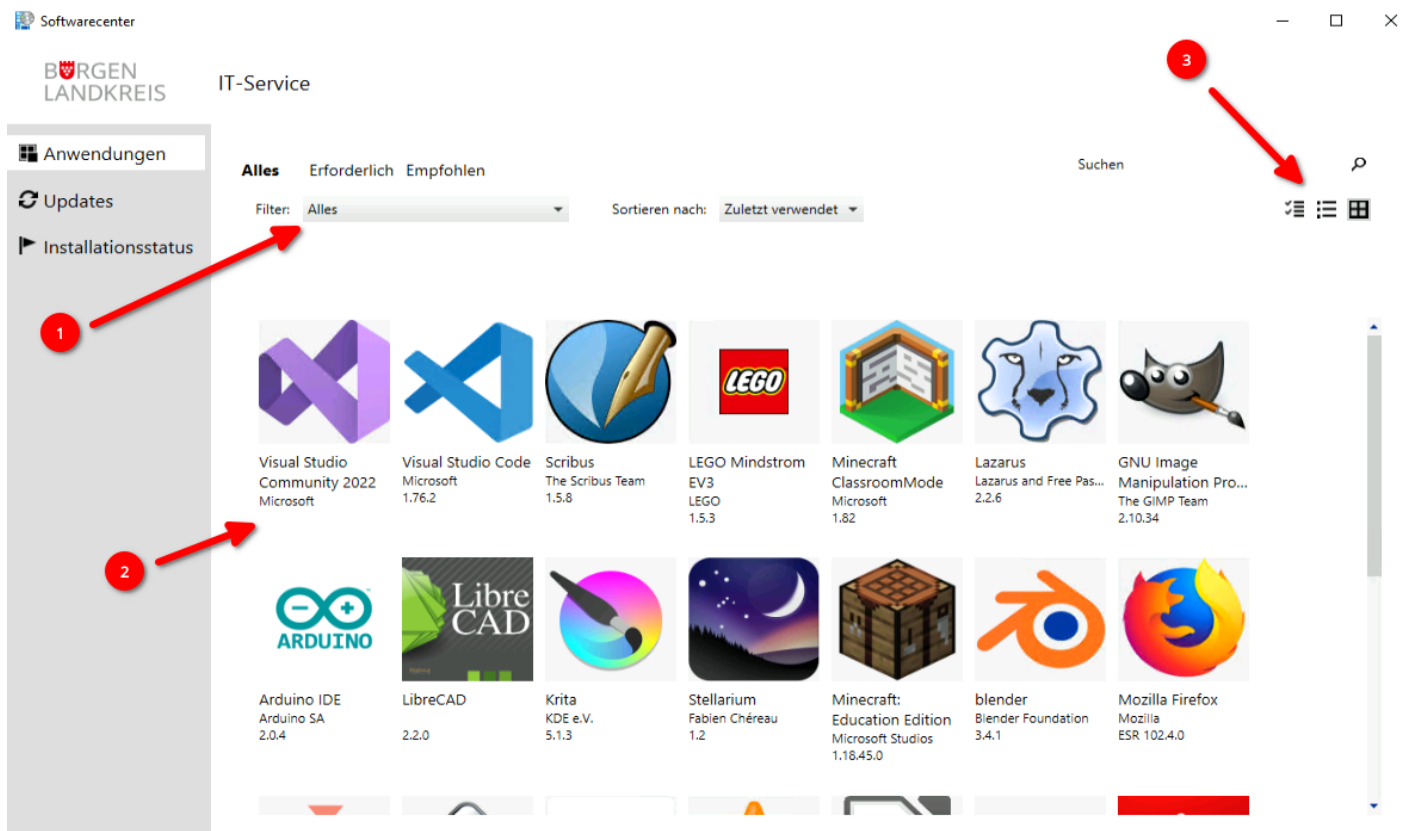 Softwarecenter
BURGEN
LANDKREIS
IT-Service
3
Anwendungen
Updates
Installationsstatus
Alles Erforderlich Empfohlen
Suchen
Filter: Alles
Sortieren nach: Zuletzt verwendet
1
LEGO
Visual Studio
Community 2022
Microsoft
Visual Studio Code
Microsoft
1.76.2
Scribus
The Scribus Team
1.5.8
LEGO Mindstrom
EV3
LEGO
1.5.3
Minecraft
ClassroomMode
Microsoft
1.82
Lazarus
Lazarus and Free Pas...
2.2.6
GNU Image
Manipulation Pro...
The GIMP Team
2.10.34
2
ARDUINO
Libre
CAD
Arduino IDE
Arduino SA
2.0.4
LibreCAD
2.2.0
Krita
KDE e.V.
5.1.3
Stellarium
Fabien Chéreau
1.2
Minecraft:
Education Edition
Microsoft Studios
1.18.45.0
blender
Blender Foundation
3.4.1
Mozilla Firefox
Mozilla
ESR 102.4.0